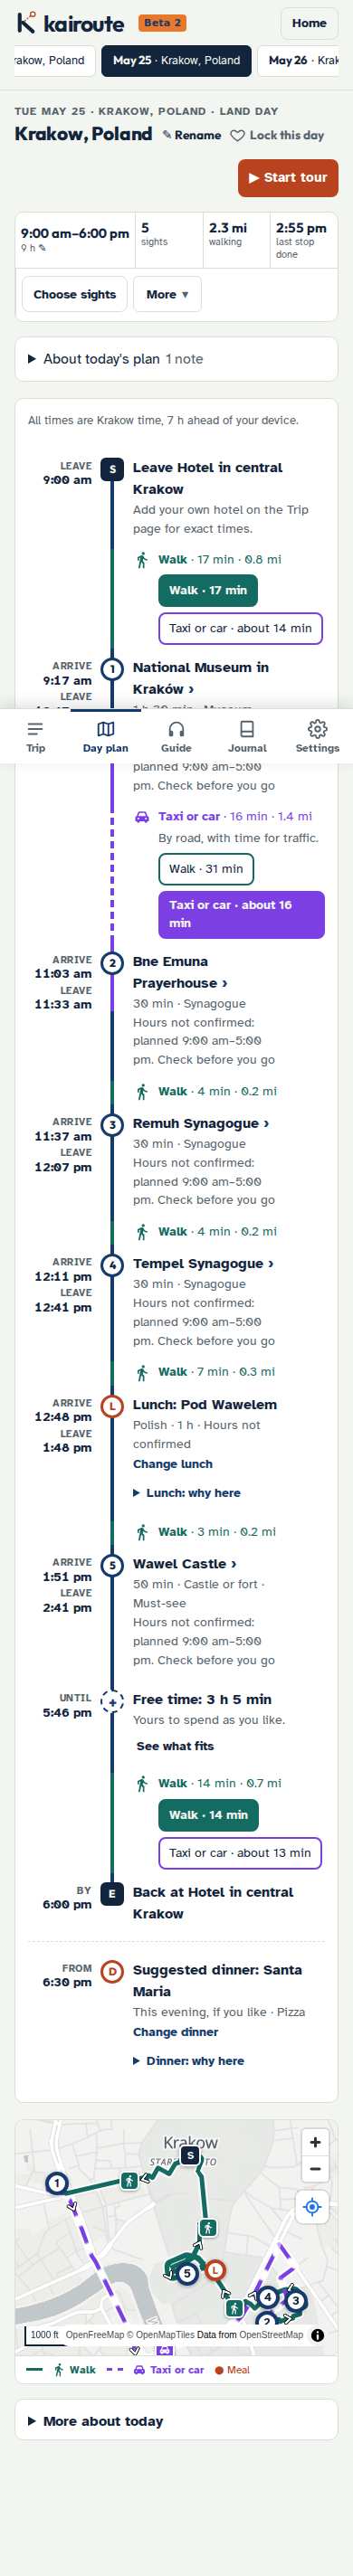 kairoute Beta 2 Home
rakow, Poland May 25 · Krakow, Poland May 26 · Krak
TUE MAY 25 · KRAKOW, POLAND · LAND DAY
Krakow, Poland ✎ Rename ♡ Lock this day
▶ Start tour
9:00 am–6:00 pm 5 2.3 mi 2:55 pm
9 h ✎ sights walking last stop
done
Choose sights More ▼
▶ About today's plan 1 note
All times are Krakow time, 7 h ahead of your device.
LEAVE S Leave Hotel in central
9:00 am Krakow
Add your own hotel on the Trip
page for exact times.
Walk · 17 min · 0.8 mi
Walk · 17 min
Taxi or car · about 14 min
ARRIVE 1 National Museum in
9:17 am Kraków ›
LEAVE
Trip Day plan Guide Journal Settings
planned 9:00 am–5:00
pm. Check before you go
Taxi or car · 16 min · 1.4 mi
By road, with time for traffic.
Walk · 31 min
Taxi or car · about 16
min
ARRIVE 2 Bne Emuna
11:03 am Prayerhouse ›
LEAVE 30 min · Synagogue
11:33 am Hours not confirmed:
planned 9:00 am–5:00
pm. Check before you go
Walk · 4 min · 0.2 mi
ARRIVE 3 Remuh Synagogue ›
11:37 am 30 min · Synagogue
LEAVE Hours not confirmed:
12:07 pm planned 9:00 am–5:00
pm. Check before you go
Walk · 4 min · 0.2 mi
ARRIVE 4 Tempel Synagogue ›
12:11 pm 30 min · Synagogue
LEAVE Hours not confirmed:
12:41 pm planned 9:00 am–5:00
pm. Check before you go
Walk · 7 min · 0.3 mi
ARRIVE L Lunch: Pod Wawelem
12:48 pm Polish · 1 h · Hours not
LEAVE confirmed
1:48 pm Change lunch
▶ Lunch: why here
Walk · 3 min · 0.2 mi
ARRIVE 5 Wawel Castle ›
1:51 pm 50 min · Castle or fort ·
LEAVE Must-see
2:41 pm Hours not confirmed:
planned 9:00 am–5:00
pm. Check before you go
UNTIL + Free time: 3 h 5 min
5:46 pm Yours to spend as you like.
See what fits
Walk · 14 min · 0.7 mi
Walk · 14 min
Taxi or car · about 13 min
BY E Back at Hotel in central
6:00 pm Krakow
FROM D Suggested dinner: Santa
6:30 pm Maria
This evening, if you like · Pizza
Change dinner
▶ Dinner: why here
Krakow
S
1
5 L
4 3
2
1000 ft OpenFreeMap © OpenMapTiles Data from OpenStreetMap
Walk Taxi or car Meal
▶ More about today